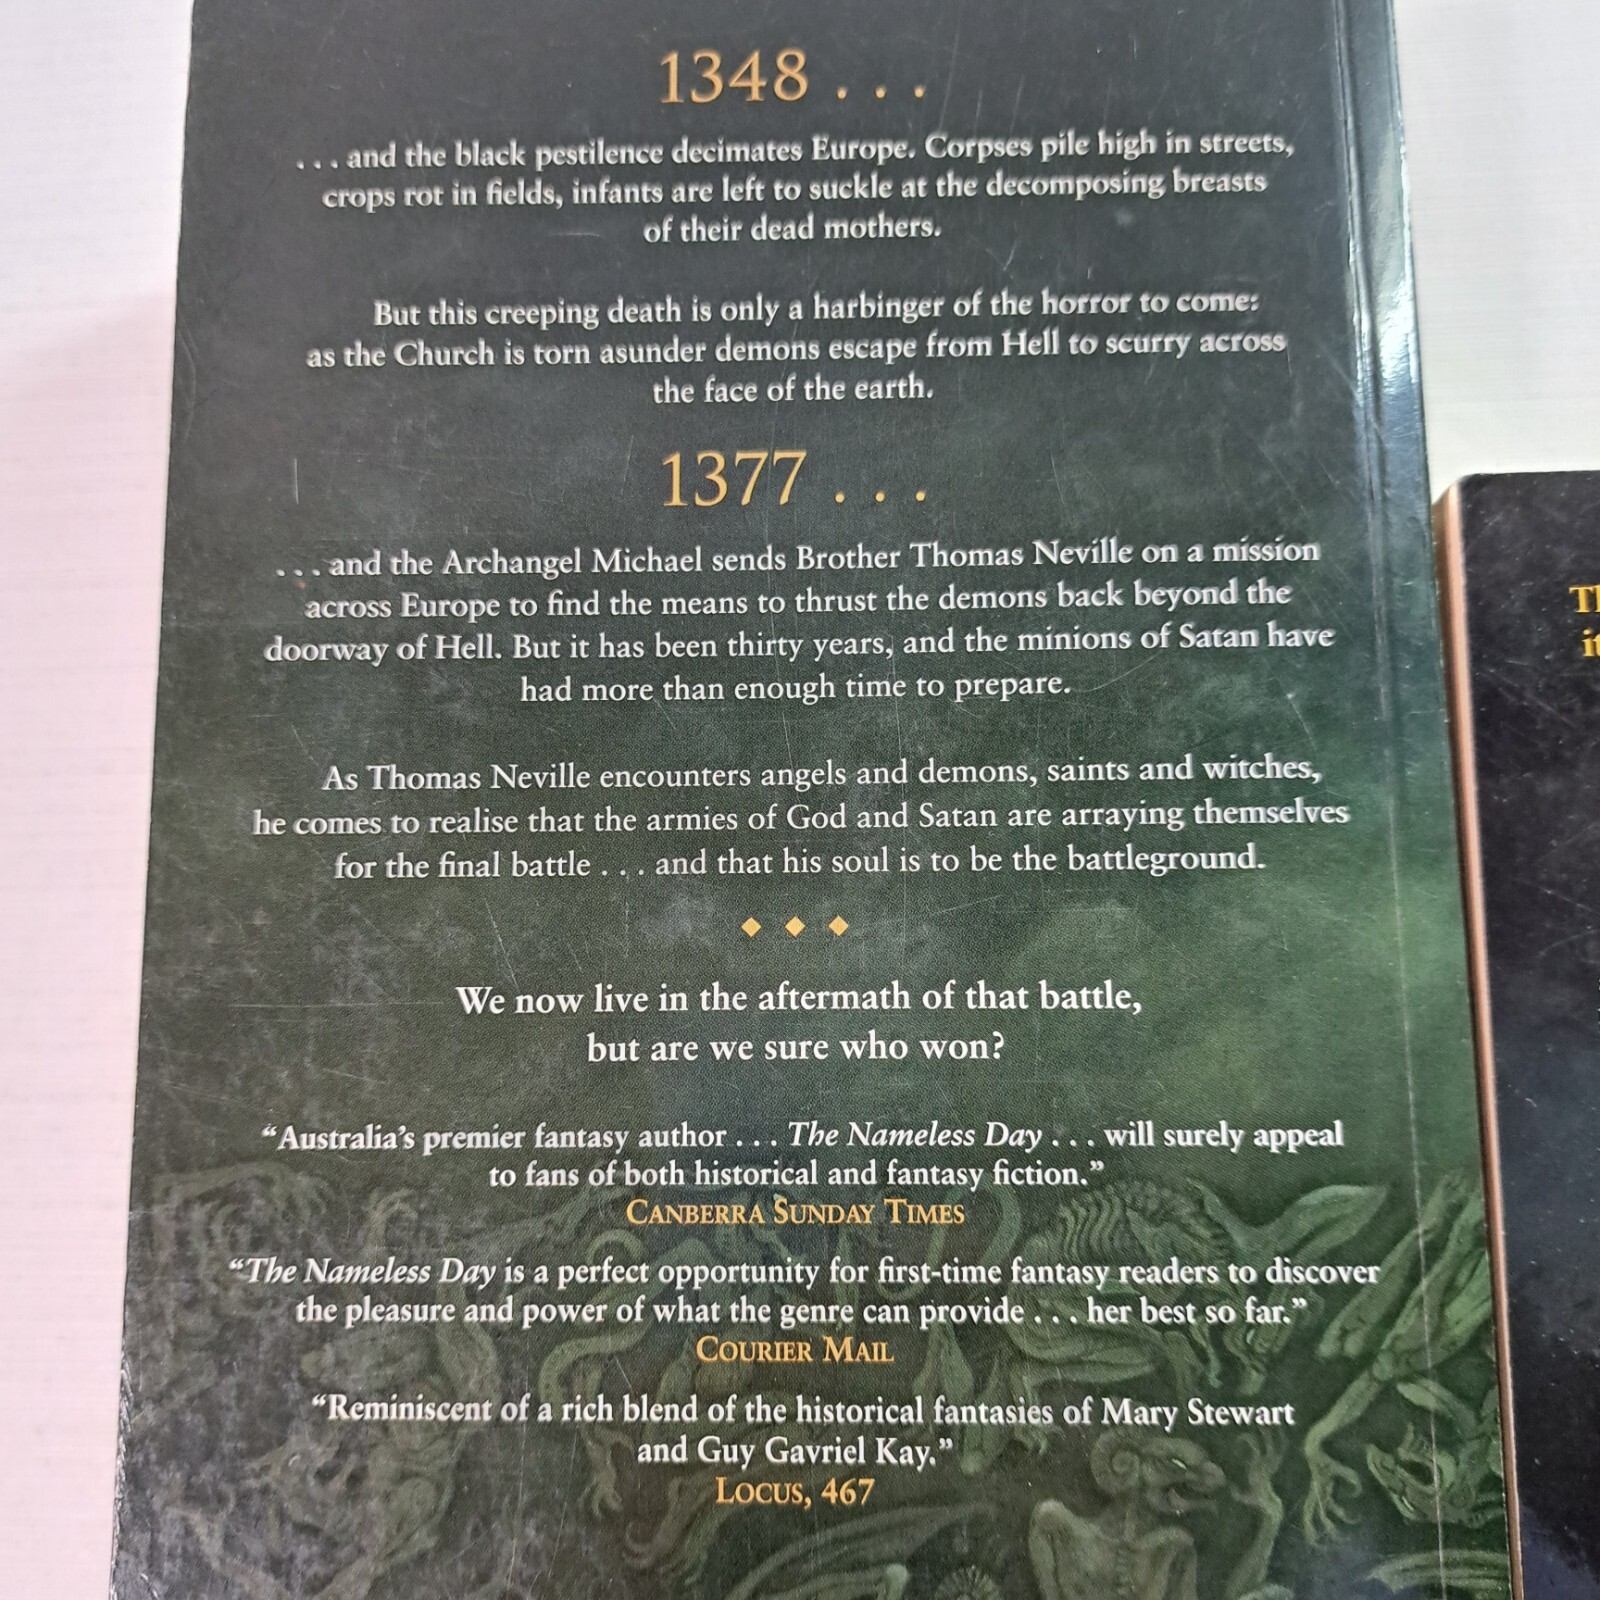 1348 . . .
. . . and the black pestilence decimates Europe. Corpses pile high in streets,
crops rot in fields, infants are left to suckle at the decomposing breasts
of their dead mothers.
But this creeping death is only a harbinger of the horror to come:
as the Church is torn asunder demons escape from Hell to scurry across
the face of the earth.
1377 . . .
. . . and the Archangel Michael sends Brother Thomas Neville on a mission
across Europe to find the means to thrust the demons back beyond the
doorway of Hell. But it has been thirty years, and the minions of Satan have
had more than enough time to prepare.
As Thomas Neville encounters angels and demons, saints and witches,
he comes to realise that the armies of God and Satan are arraying themselves
for the final battle . . . and that his soul is to be the battleground.
We now live in the aftermath of that battle,
but are we sure who won?
“Australia’s premier fantasy author . . . The Nameless Day . . . will surely appeal
to fans of both historical and fantasy fiction.”
CANBERRA SUNDAY TIMES
“The Nameless Day is a perfect opportunity for first-time fantasy readers to discover
the pleasure and power of what the genre can provide . . . her best so far.”
COURIER MAIL
“Reminiscent of a rich blend of the historical fantasies of Mary Stewart
and Guy Gavriel Kay.”
LOCUS, 467